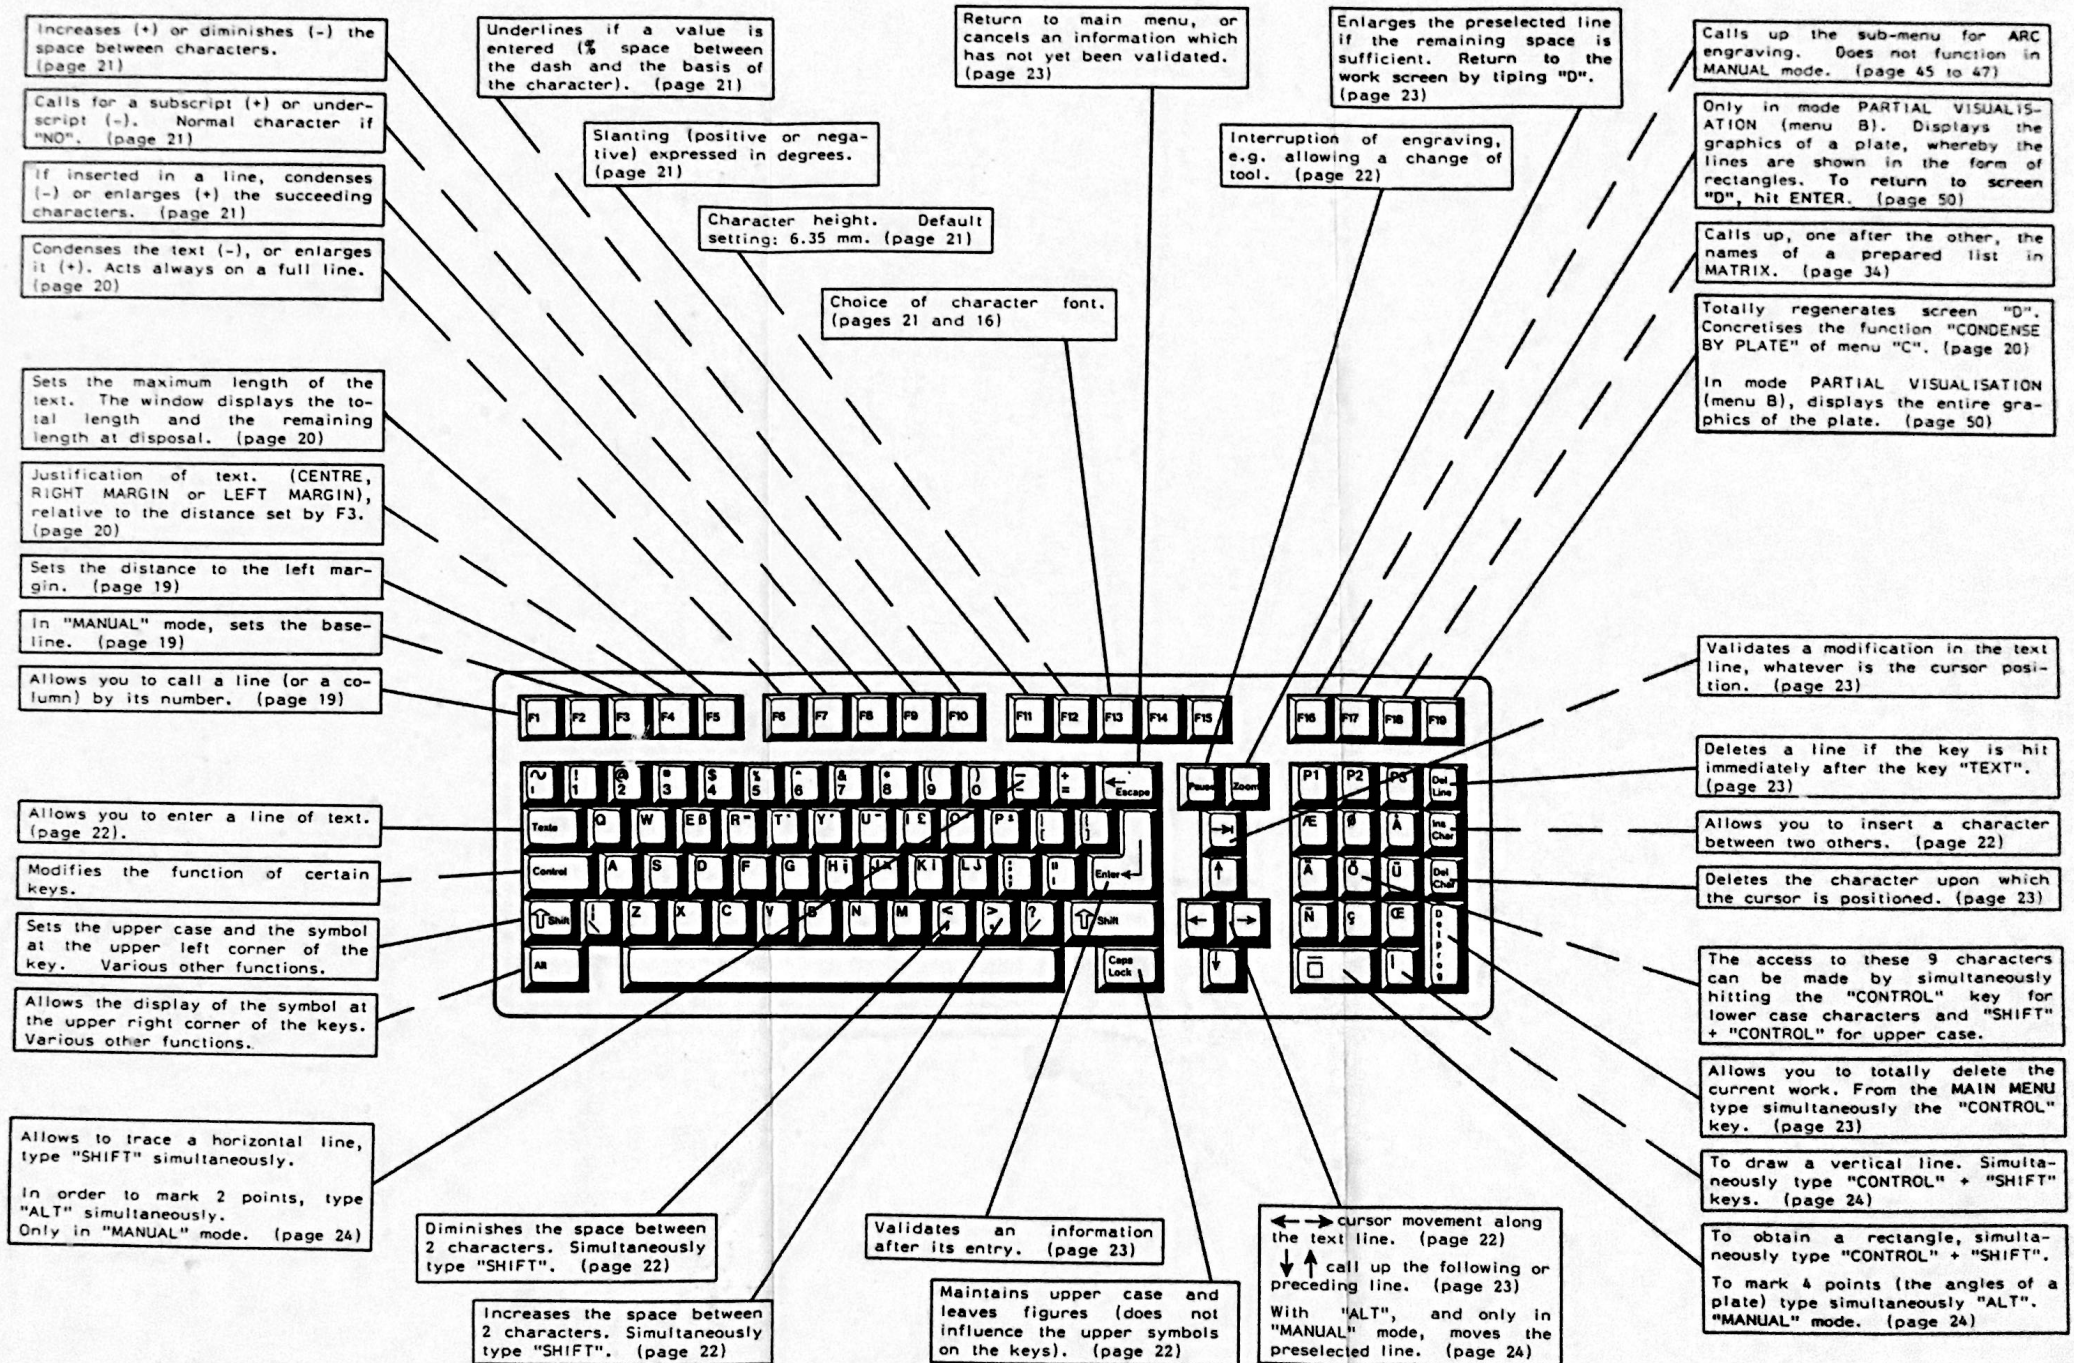 Increases (+) or diminishes (-) the
space between characters.
(page 21)
Calls for a subscript (+) or under-
script (-). Normal character if
"NO". (page 21)
If inserted in a line, condenses
(-) or enlarges (+) the succeeding
characters. (page 21)
Condenses the text (-), or enlarges
it (+). Acts always on a full line.
(page 20)
Sets the maximum length of the
text. The window displays the to-
tal length and the remaining
length at disposal. (page 20)
Justification of text. (CENTRE,
RIGHT MARGIN or LEFT MARGIN),
relative to the distance set by F3.
(page 20)
Sets the distance to the left mar-
gin. (page 19)
In "MANUAL" mode, sets the base-
line. (page 19)
Allows you to call a line (or a co-
lumn) by its number. (page 19)
Allows you to enter a line of text.
(page 22).
Modifies the function of certain
keys.
Sets the upper case and the symbol
at the upper left corner of the
key. Various other functions.
Allows the display of the symbol at
the upper right corner of the keys.
Various other functions.
Allows to trace a horizontal line,
type "SHIFT" simultaneously.
In order to mark 2 points, type
"ALT" simultaneously.
Only in "MANUAL" mode. (page 24)
Underlines if a value is
entered (% space between
the dash and the basis of
the character). (page 21)
Slanting (positive or nega-
tive) expressed in degrees.
(page 21)
Character height. Default
setting: 6.35 mm. (page 21)
Choice of character font.
(pages 21 and 16)
Return to main menu, or
cancels an information which
has not yet been validated.
(page 23)
Interruption of engraving,
e.g. allowing a change of
tool. (page 22)
Enlarges the preselected line
if the remaining space is
sufficient. Return to the
work screen by tiping "D".
(page 23)
Calls up the sub-menu for ARC
engraving. Does not function in
MANUAL mode. (page 45 to 47)
Only in mode PARTIAL VISUALIS-
ATION (menu B). Displays the
graphics of a plate, whereby the
lines are shown in the form of
rectangles. To return to screen
"D", hit ENTER. (page 50)
Calls up, one after the other, the
names of a prepared list in
MATRIX. (page 34)
Totally regenerates screen "D".
Concretises the function "CONDENSE
BY PLATE" of menu "C". (page 20)
In mode PARTIAL VISUALISATION
(menu B), displays the entire gra-
phics of the plate. (page 50)
Validates a modification in the text
line, whatever is the cursor posi-
tion. (page 23)
Deletes a line if the key is hit
immediately after the key "TEXT".
(page 23)
Allows you to insert a character
between two others. (page 22)
Deletes the character upon which
the cursor is positioned. (page 23)
The access to these 9 characters
can be made by simultaneously
hitting the "CONTROL" key for
lower case characters and "SHIFT"
+ "CONTROL" for upper case.
Allows you to totally delete the
current work. From the MAIN MENU
type simultaneously the "CONTROL"
key. (page 23)
To draw a vertical line. Simulta-
neously type "CONTROL" + "SHIFT"
keys. (page 24)
To obtain a rectangle, simulta-
neously type "CONTROL" + "SHIFT".
To mark 4 points (the angles of a
plate) type simultaneously "ALT".
"MANUAL" mode. (page 24)
F1 F2 F3 F4 F5 F6 F7 F8 F9 F10 F11 F12 F13 F14 F15 F16 F17 F18 F19
~ ! 1 @ 2 3 $ 4 5 6 & 7 * 8 ( 9 ) 0 - + = ← Escape Pause Zoom P1 P2 P3 Del Line
Texte Q W E ß R T Y U I £ O P [ ] →| Æ Ø Å Ins Char
Control A S D F G H J K L ; " Enter ↑ Ä Ö Ü Del Char
Shift | \ Z X C V B N M < , > . ? / Shift ← → Ñ Ç Œ Delprog
Alt Caps Lock ↓
Diminishes the space between
2 characters. Simultaneously
type "SHIFT". (page 22)
Increases the space between
2 characters. Simultaneously
type "SHIFT". (page 22)
Validates an information
after its entry. (page 23)
Maintains upper case and
leaves figures (does not
influence the upper symbols
on the keys). (page 22)
← → cursor movement along
the text line. (page 22)
↓ ↑ call up the following or
preceding line. (page 23)
With "ALT", and only in
"MANUAL" mode, moves the
preselected line. (page 24)